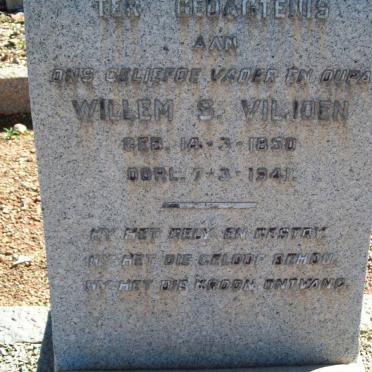 TER GEDAGTENIS
AAN
ONS GELIEFDE VADER EN OUPA
WILLEM S. VILJOEN
GEB. 14-3-1850
OORL. 7-3-1941.
HY HET GELY EN GESTRY.
HY HET DIE GELOOF BEHOU.
HY HET DIE KROON ONTVANG.